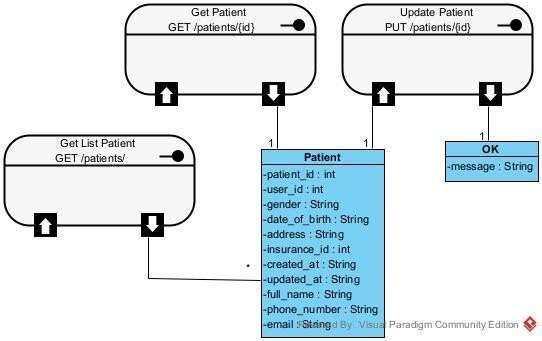 Get Patient
GET /patients/{id}
Update Patient
PUT /patients/{id}
Get List Patient
GET /patients/
1
1
1
*
Patient
-patient_id : int
-user_id : int
-gender : String
-date_of_birth : String
-address : String
-insurance_id : int
-created_at : String
-updated_at : String
-full_name : String
-phone_number : String
-email : String
OK
-message : String
Powered By Visual Paradigm Community Edition